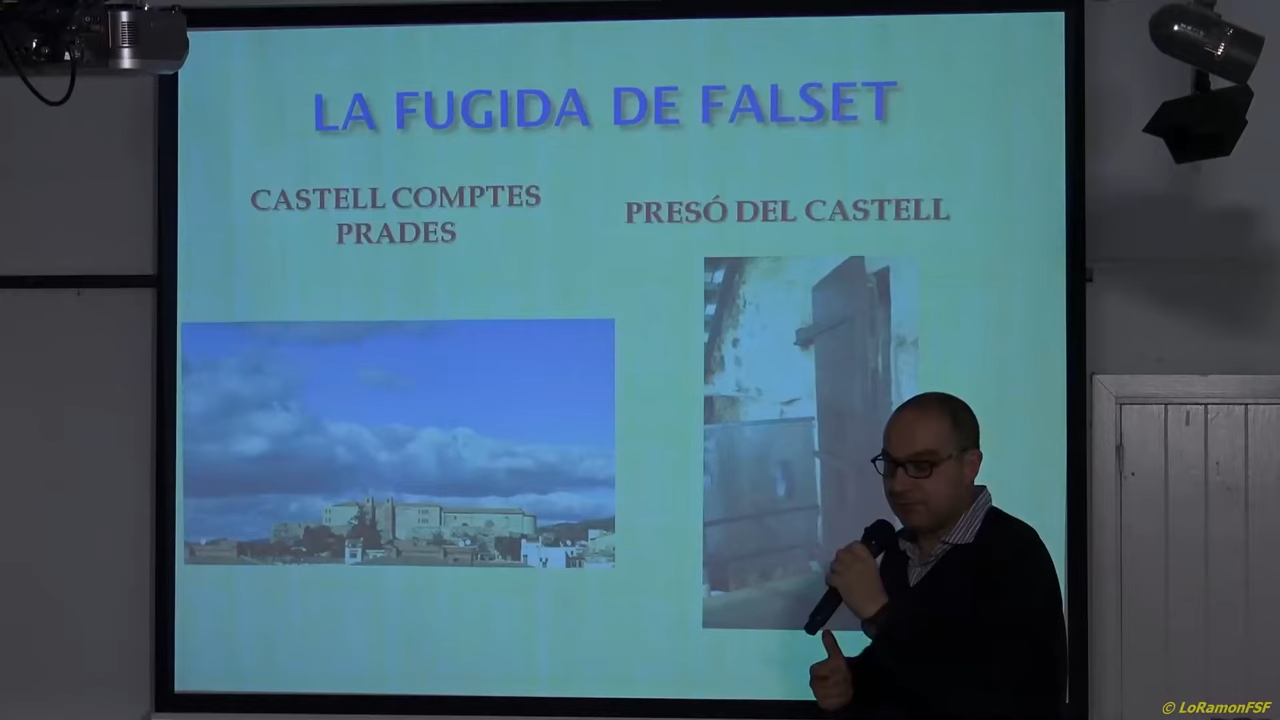 LA FUGIDA DE FALSET
CASTELL COMPTES
PRADES
PRESÓ DEL CASTELL
© LoRamonFSF